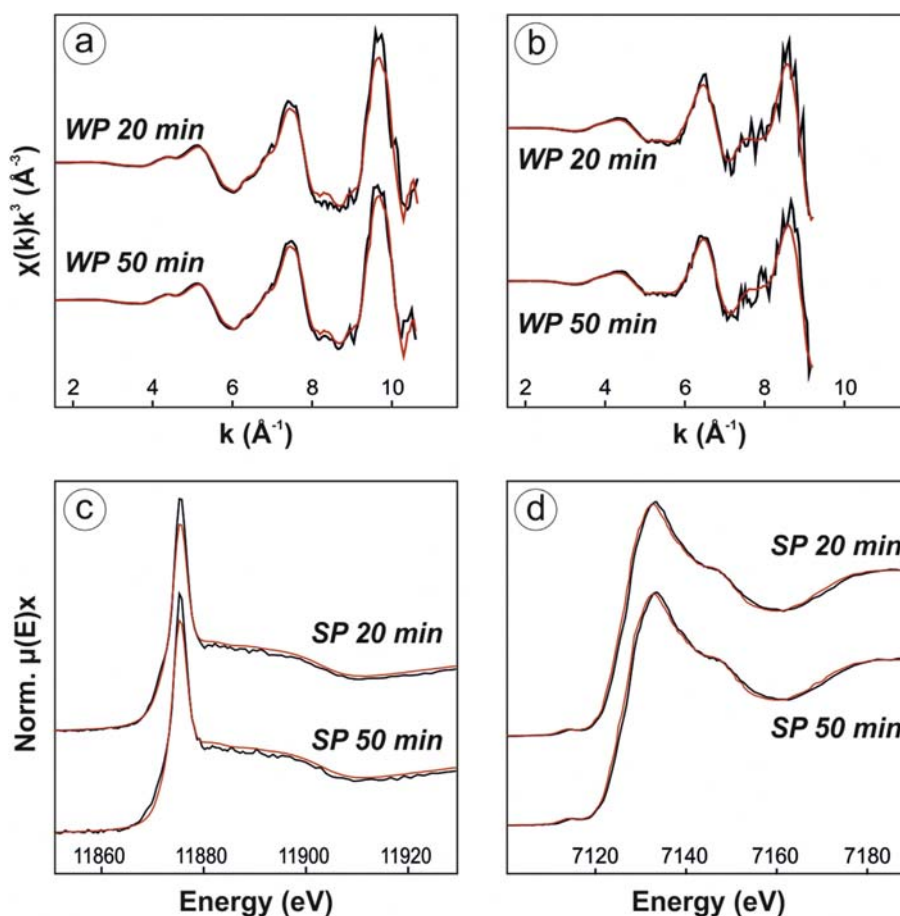 a
b
WP 20 min
WP 50 min
WP 20 min
WP 50 min
χ(k)k³ (Å⁻³)
2 4 6 8 10
2 4 6 8 10
k (Å⁻¹)
k (Å⁻¹)
c
d
SP 20 min
SP 50 min
SP 20 min
SP 50 min
Norm. μ(E)x
11860 11880 11900 11920
7120 7140 7160 7180
Energy (eV)
Energy (eV)